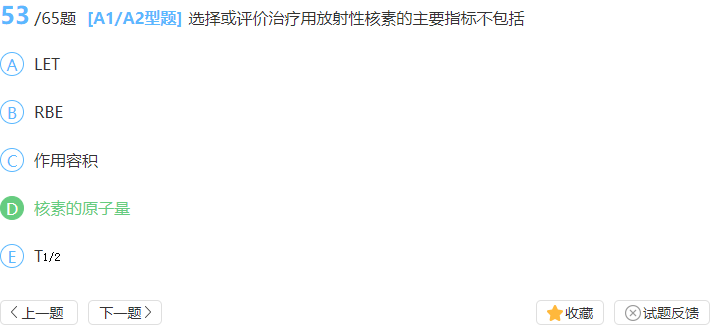 53/65题 [A1/A2型题] 选择或评价治疗用放射性核素的主要指标不包括
A LET
B RBE
C 作用容积
D 核素的原子量
E T1/2
上一题 下一题 收藏 试题反馈